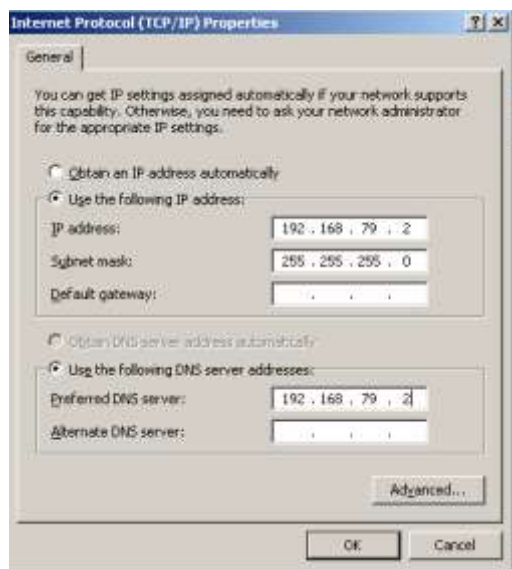 Internet Protocol (TCP/IP) Properties
General
You can get IP settings assigned automatically if your network supports
this capability. Otherwise, you need to ask your network administrator
for the appropriate IP settings.
Obtain an IP address automatically
Use the following IP address:
IP address: 192 . 168 . 79 . 2
Subnet mask: 255 . 255 . 255 . 0
Default gateway: . . .
Obtain DNS server address automatically
Use the following DNS server addresses:
Preferred DNS server: 192 . 168 . 79 . 2
Alternate DNS server: . . .
Advanced...
OK Cancel